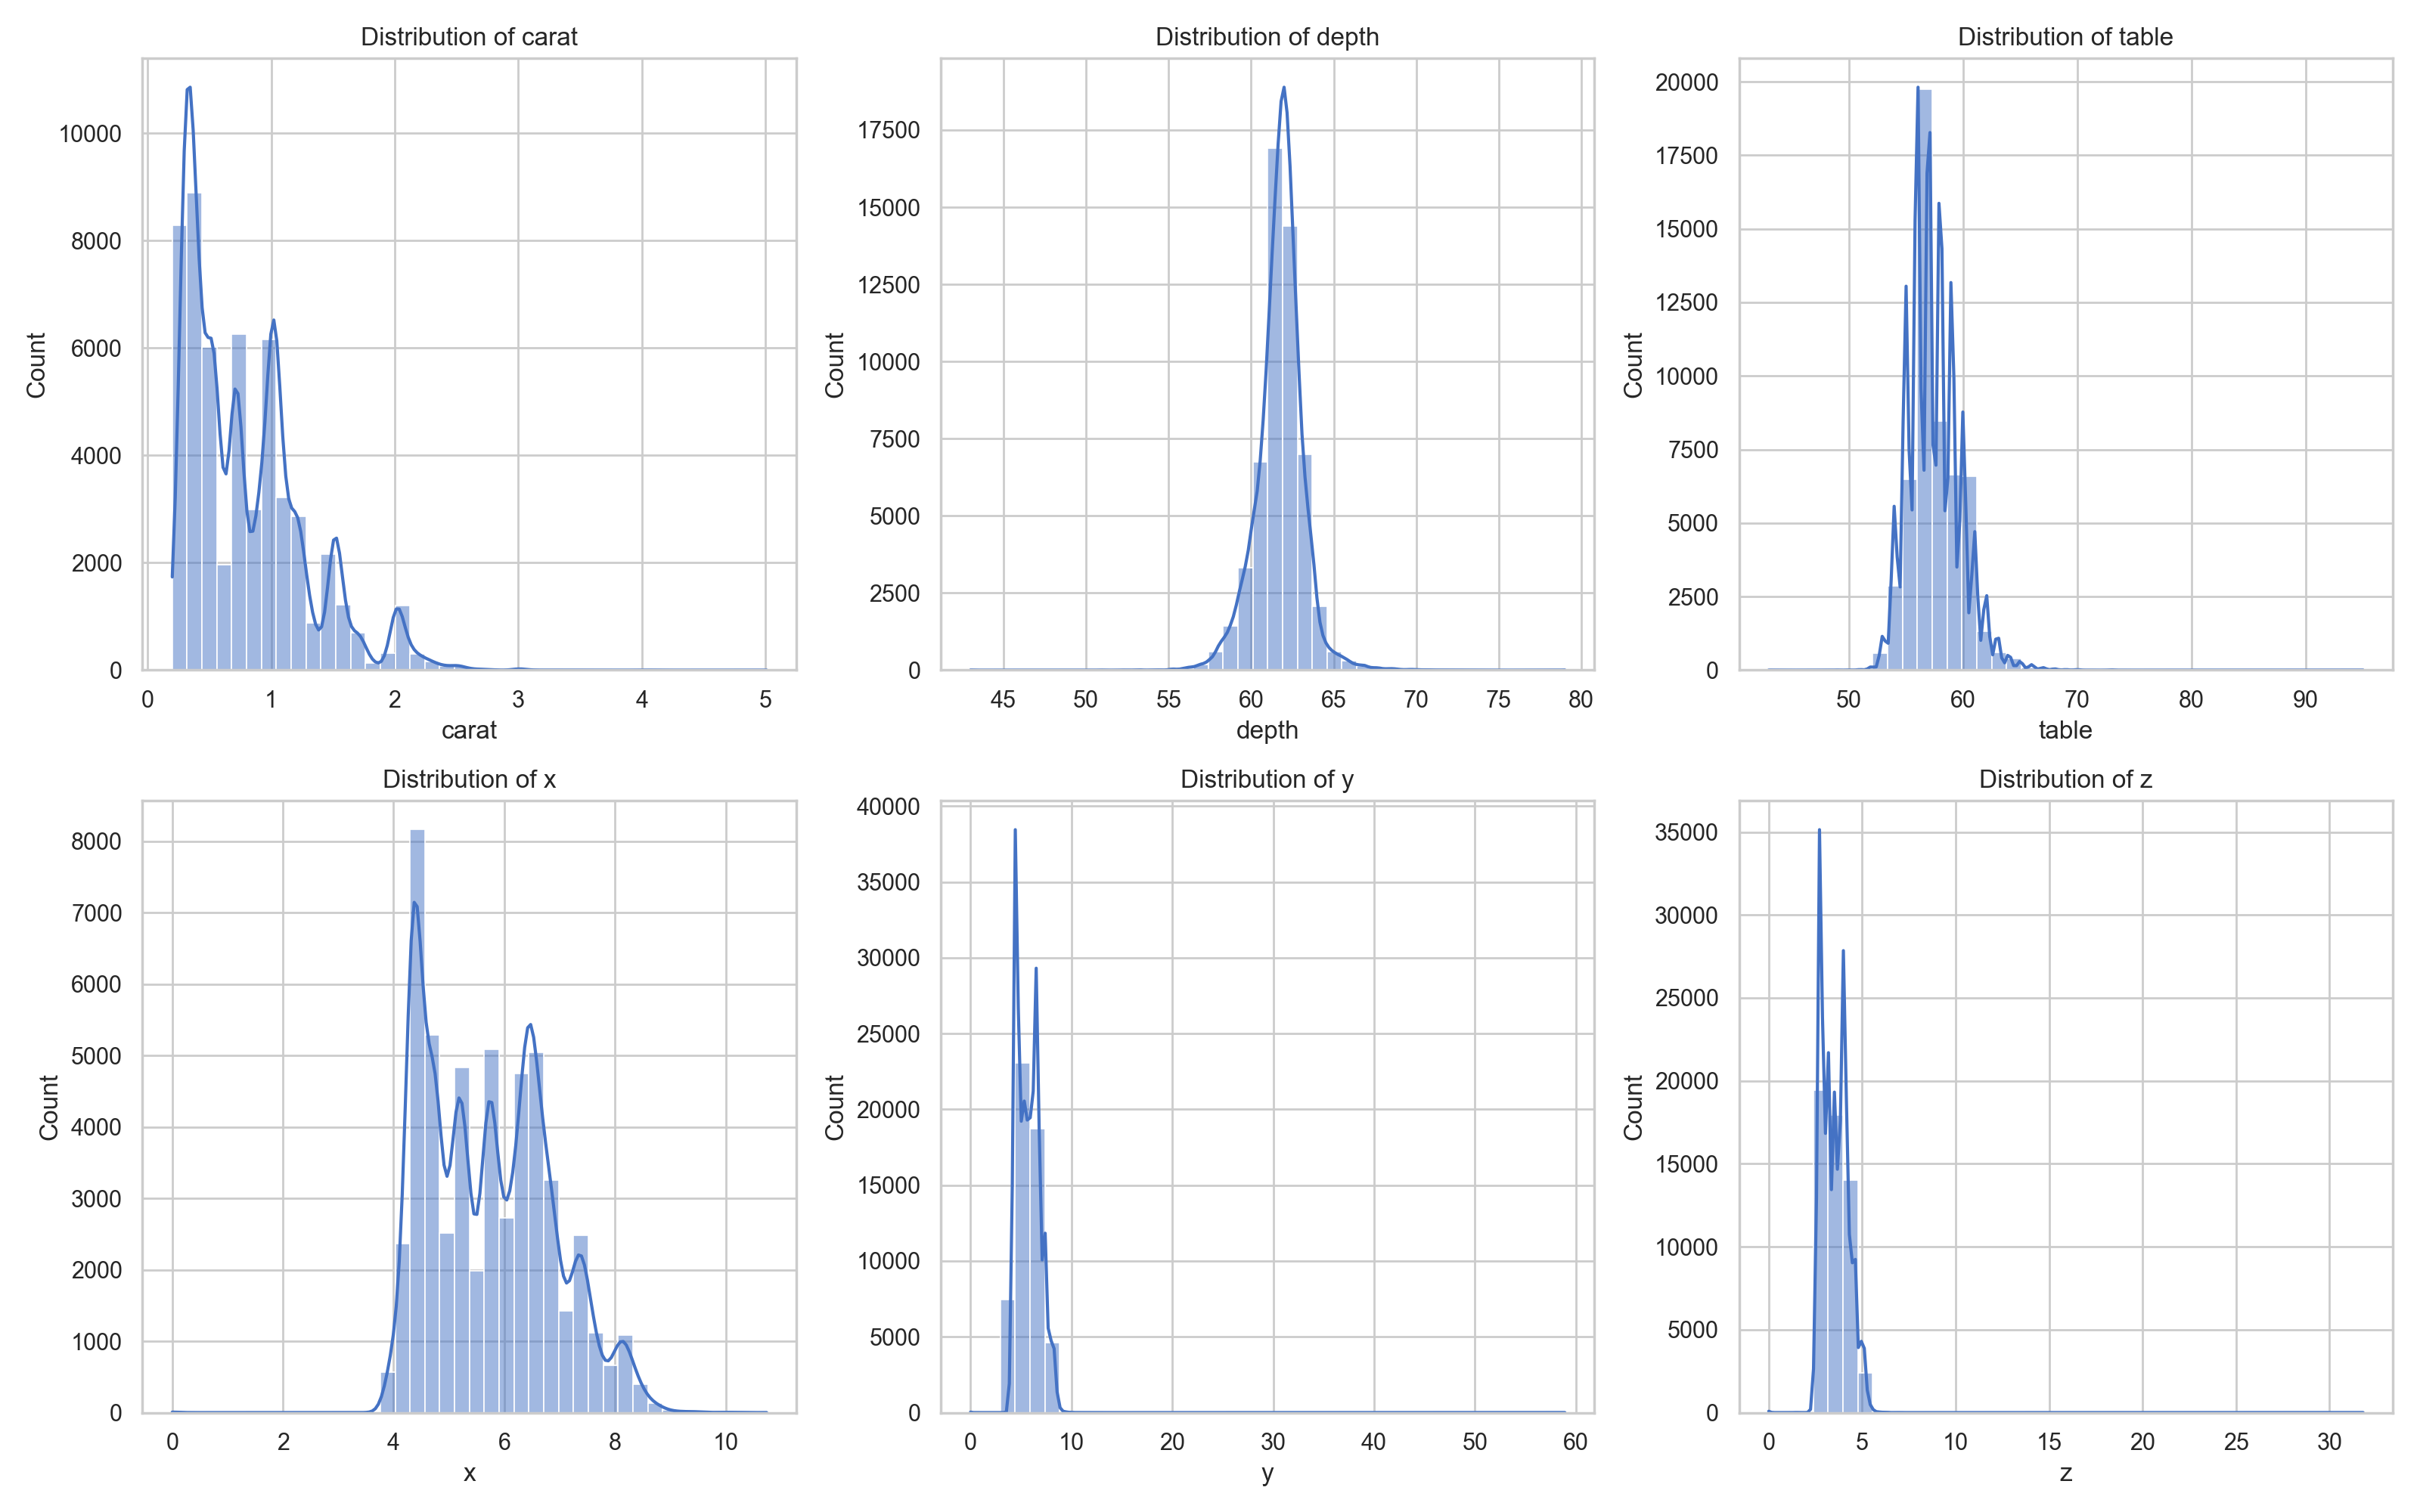 Distribution of carat
10000
8000
6000
4000
2000
0
Count
0 1 2 3 4 5
carat
Distribution of depth
17500
15000
12500
10000
7500
5000
2500
0
Count
45 50 55 60 65 70 75 80
depth
Distribution of table
20000
17500
15000
12500
10000
7500
5000
2500
0
Count
50 60 70 80 90
table
Distribution of x
8000
7000
6000
5000
4000
3000
2000
1000
0
Count
0 2 4 6 8 10
x
Distribution of y
40000
35000
30000
25000
20000
15000
10000
5000
0
Count
0 10 20 30 40 50 60
y
Distribution of z
35000
30000
25000
20000
15000
10000
5000
0
Count
0 5 10 15 20 25 30
z